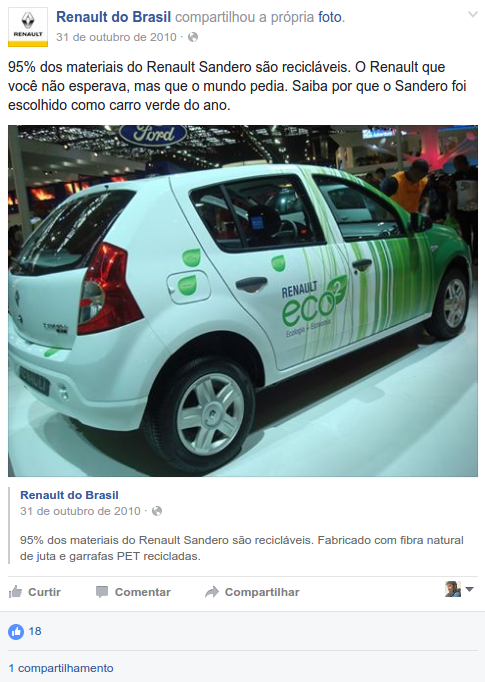 RENAULT
Renault do Brasil compartilhou a própria foto.
31 de outubro de 2010 ·
95% dos materiais do Renault Sandero são recicláveis. O Renault que
você não esperava, mas que o mundo pedia. Saiba por que o Sandero foi
escolhido como carro verde do ano.
Ford
RENAULT
eco²
Ecologia + Economia
Renault do Brasil
31 de outubro de 2010 ·
95% dos materiais do Renault Sandero são recicláveis. Fabricado com fibra natural
de juta e garrafas PET recicladas.
Curtir Comentar Compartilhar
18
1 compartilhamento